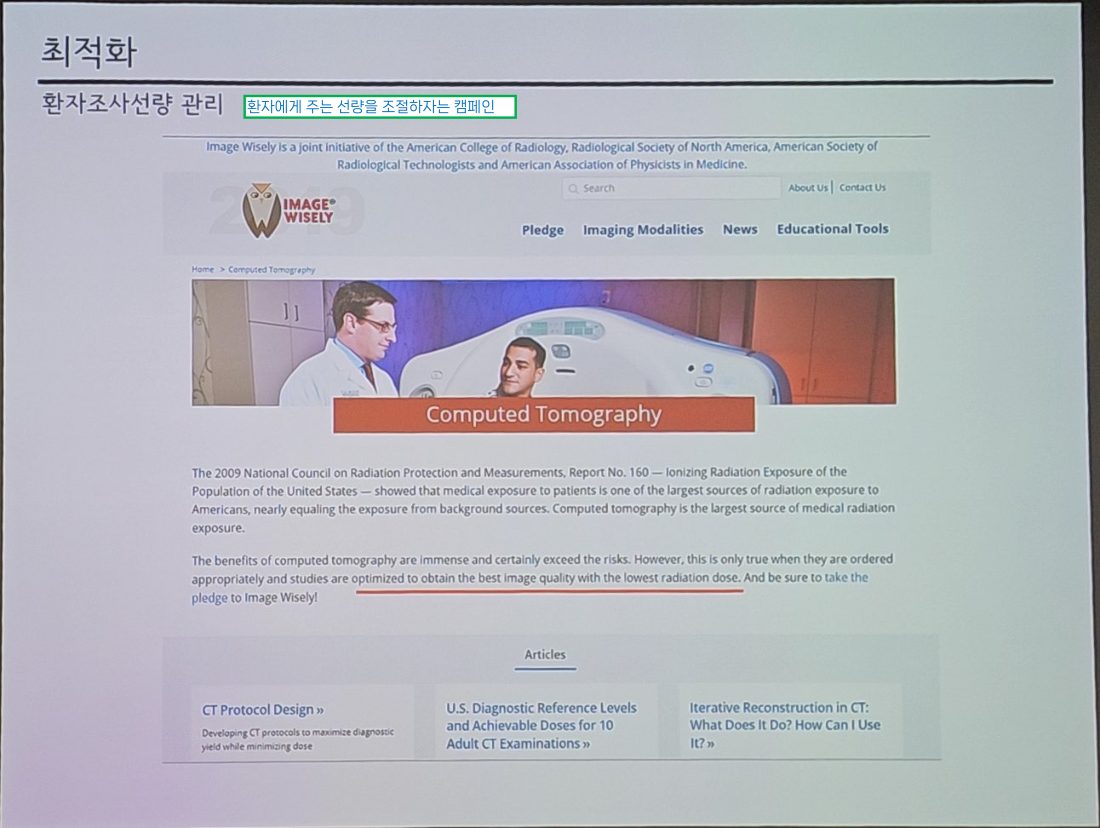 최적화
환자조사선량 관리
환자에게 주는 선량을 조절하자는 캠페인
Image Wisely is a joint initiative of the American College of Radiology, Radiological Society of North America, American Society of
Radiological Technologists and American Association of Physicists in Medicine.
2019
IMAGE®
WISELY
Search
About Us | Contact Us
Pledge Imaging Modalities News Educational Tools
Home > Computed Tomography
Computed Tomography
The 2009 National Council on Radiation Protection and Measurements, Report No. 160 — Ionizing Radiation Exposure of the
Population of the United States — showed that medical exposure to patients is one of the largest sources of radiation exposure to
Americans, nearly equaling the exposure from background sources. Computed tomography is the largest source of medical radiation
exposure.
The benefits of computed tomography are immense and certainly exceed the risks. However, this is only true when they are ordered
appropriately and studies are optimized to obtain the best image quality with the lowest radiation dose. And be sure to take the
pledge to Image Wisely!
Articles
CT Protocol Design »
Developing CT protocols to maximize diagnostic
yield while minimizing dose
U.S. Diagnostic Reference Levels
and Achievable Doses for 10
Adult CT Examinations »
Iterative Reconstruction in CT:
What Does It Do? How Can I Use
It? »